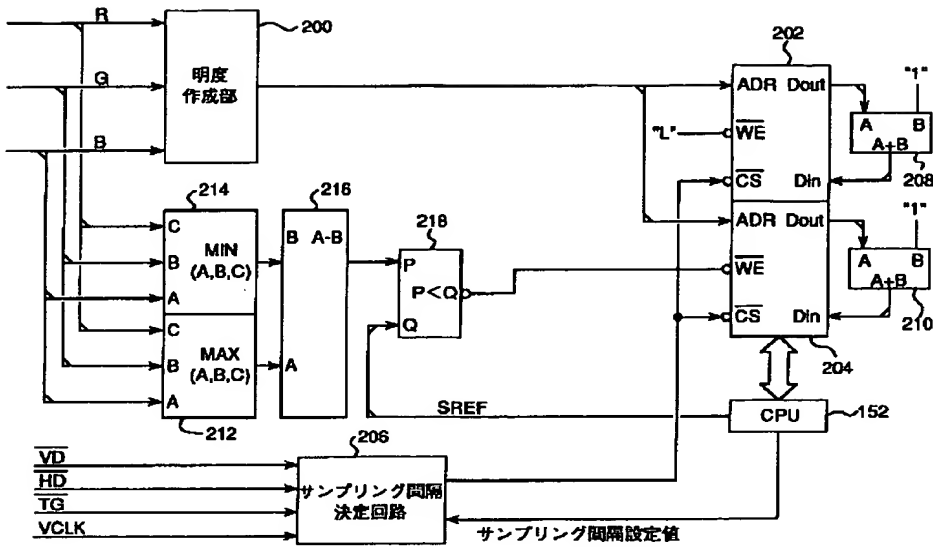 R
200
G
明度
作成部
B
202
ADR Dout
"1"
A B
A+B
208
"L"
WE
CS
Din
214
216
218
C
MIN
(A,B,C)
B
A
B A-B
A
P
P<Q
Q
ADR Dout
"1"
A B
A+B
210
WE
CS
Din
204
C
MAX
(A,B,C)
B
A
212
SREF
CPU
152
206
VD
HD
TG
VCLK
サンプリング間隔
決定回路
サンプリング間隔設定値